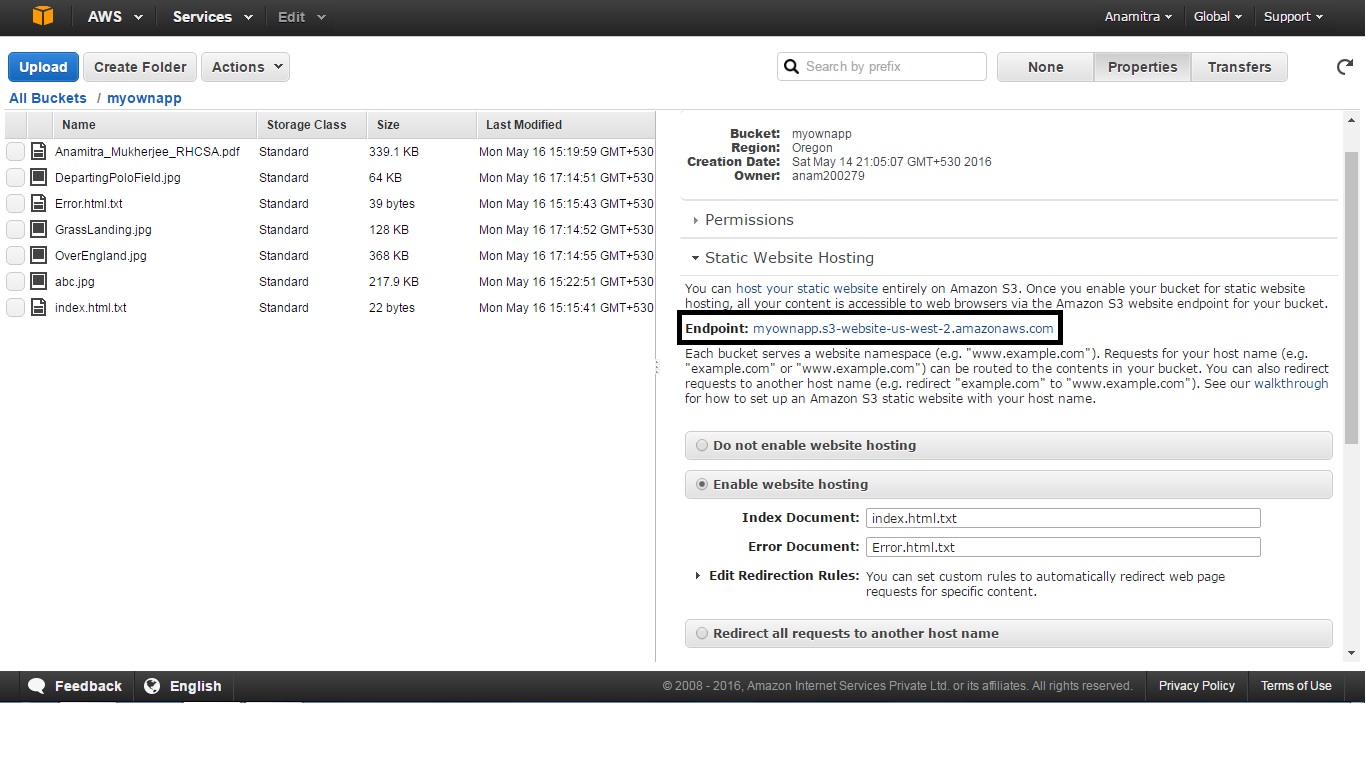 AWS Services Edit Anamitra Global Support
Upload Create Folder Actions Search by prefix None Properties Transfers
All Buckets / myownapp
Name Storage Class Size Last Modified
Anamitra_Mukherjee_RHCSA.pdf Standard 339.1 KB Mon May 16 15:19:59 GMT+530
DepartingPoloField.jpg Standard 64 KB Mon May 16 17:14:51 GMT+530
Error.html.txt Standard 39 bytes Mon May 16 15:15:43 GMT+530
GrassLanding.jpg Standard 128 KB Mon May 16 17:14:52 GMT+530
OverEngland.jpg Standard 368 KB Mon May 16 17:14:55 GMT+530
abc.jpg Standard 217.9 KB Mon May 16 15:22:51 GMT+530
index.html.txt Standard 22 bytes Mon May 16 15:15:41 GMT+530
Bucket: myownapp
Region: Oregon
Creation Date: Sat May 14 21:05:07 GMT+530 2016
Owner: anam200279
Permissions
Static Website Hosting
You can host your static website entirely on Amazon S3. Once you enable your bucket for static website
hosting, all your content is accessible to web browsers via the Amazon S3 website endpoint for your bucket.
Endpoint: myownapp.s3-website-us-west-2.amazonaws.com
Each bucket serves a website namespace (e.g. "www.example.com"). Requests for your host name (e.g.
"example.com" or "www.example.com") can be routed to the contents in your bucket. You can also redirect
requests to another host name (e.g. redirect "example.com" to "www.example.com"). See our walkthrough
for how to set up an Amazon S3 static website with your host name.
Do not enable website hosting
Enable website hosting
Index Document: index.html.txt
Error Document: Error.html.txt
Edit Redirection Rules: You can set custom rules to automatically redirect web page
requests for specific content.
Redirect all requests to another host name
Feedback English © 2008 - 2016, Amazon Internet Services Private Ltd. or its affiliates. All rights reserved. Privacy Policy Terms of Use